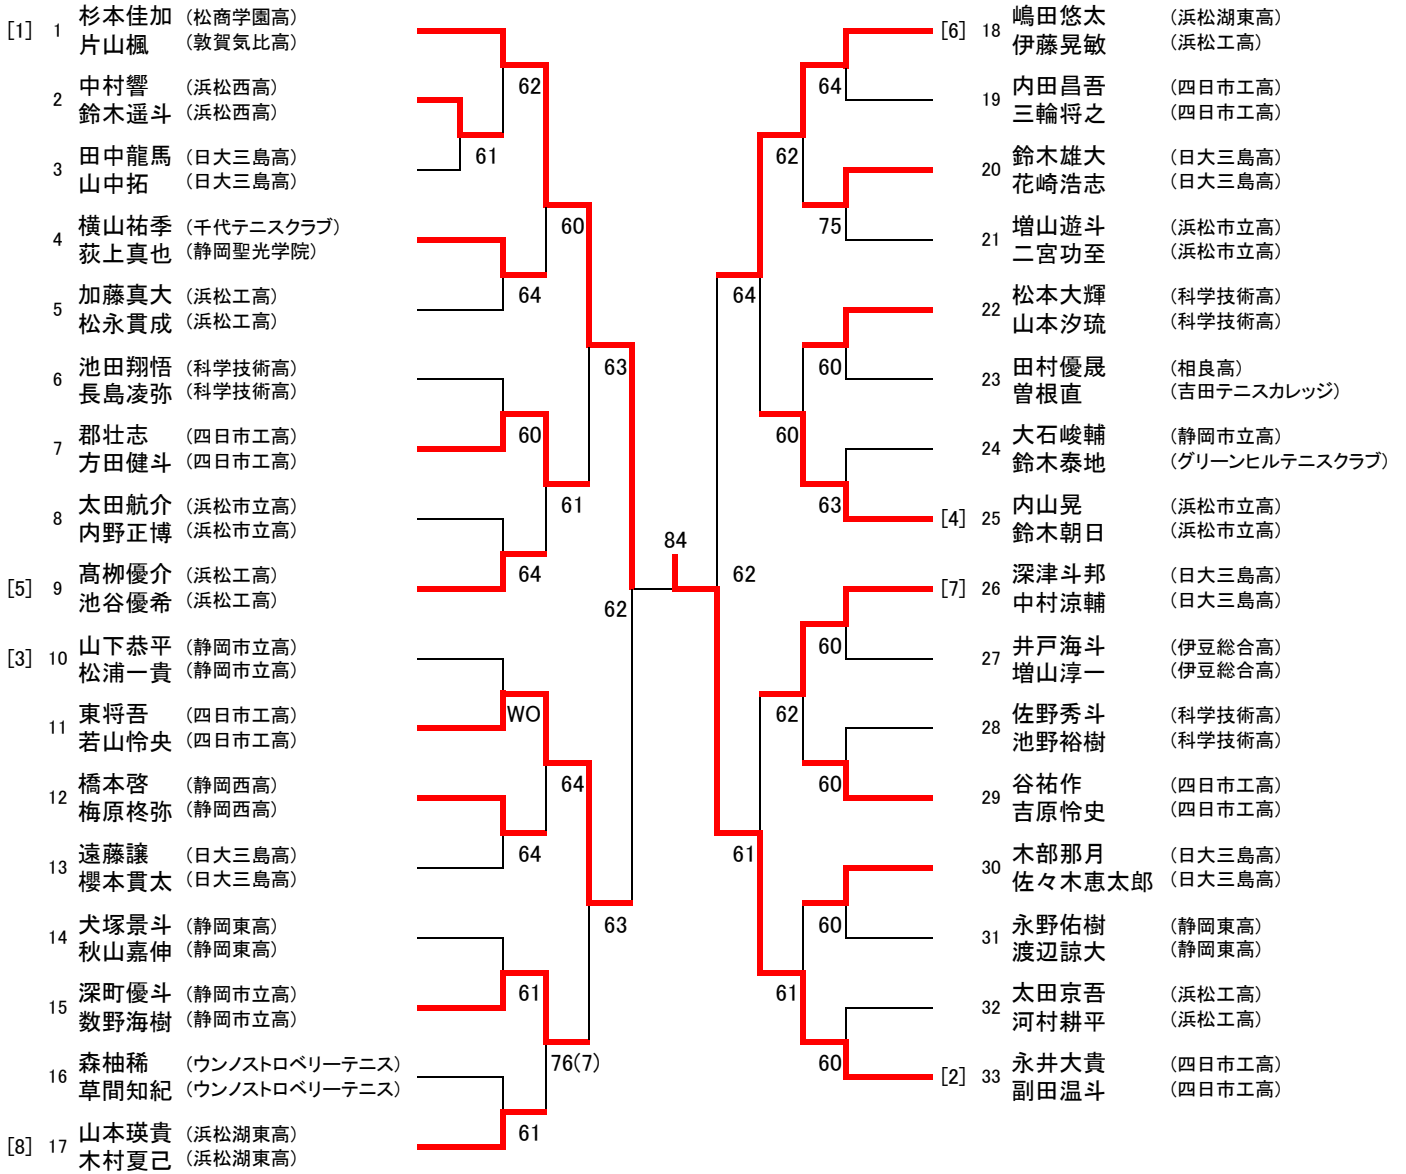 [1] 1 杉本佳加 (松商学園高)
片山楓 (敦賀気比高)
2 中村響 (浜松西高)
鈴木遥斗 (浜松西高)
3 田中龍馬 (日大三島高)
山中拓 (日大三島高)
4 横山祐季 (千代テニスクラブ)
荻上真也 (静岡聖光学院)
5 加藤真大 (浜松工高)
松永貫成 (浜松工高)
6 池田翔悟 (科学技術高)
長島凌弥 (科学技術高)
7 郡壮志 (四日市工高)
方田健斗 (四日市工高)
8 太田航介 (浜松市立高)
内野正博 (浜松市立高)
[5] 9 髙栁優介 (浜松工高)
池谷優希 (浜松工高)
[3] 10 山下恭平 (静岡市立高)
松浦一貴 (静岡市立高)
11 東将吾 (四日市工高)
若山怜央 (四日市工高)
12 橋本啓 (静岡西高)
梅原柊弥 (静岡西高)
13 遠藤譲 (日大三島高)
櫻本貫太 (日大三島高)
14 犬塚景斗 (静岡東高)
秋山嘉伸 (静岡東高)
15 深町優斗 (静岡市立高)
数野海樹 (静岡市立高)
16 森柚稀 (ウンノストロベリーテニス)
草間知紀 (ウンノストロベリーテニス)
[8] 17 山本瑛貴 (浜松湖東高)
木村夏己 (浜松湖東高)
62
61
60
64
63
60
61
64
62
WO
64
64
63
61
76(7)
61
84
64
62
75
64
60
60
63
62
60
62
60
61
60
61
60
[6] 18 嶋田悠太 (浜松湖東高)
伊藤晃敏 (浜松工高)
19 内田昌吾 (四日市工高)
三輪将之 (四日市工高)
20 鈴木雄大 (日大三島高)
花崎浩志 (日大三島高)
21 増山遊斗 (浜松市立高)
二宮功至 (浜松市立高)
22 松本大輝 (科学技術高)
山本汐琉 (科学技術高)
23 田村優晟 (相良高)
曽根直 (吉田テニスカレッジ)
24 大石峻輔 (静岡市立高)
鈴木泰地 (グリーンヒルテニスクラブ)
[4] 25 内山晃 (浜松市立高)
鈴木朝日 (浜松市立高)
[7] 26 深津斗邦 (日大三島高)
中村涼輔 (日大三島高)
27 井戸海斗 (伊豆総合高)
増山淳一 (伊豆総合高)
28 佐野秀斗 (科学技術高)
池野裕樹 (科学技術高)
29 谷祐作 (四日市工高)
吉原怜史 (四日市工高)
30 木部那月 (日大三島高)
佐々木恵太郎 (日大三島高)
31 永野佑樹 (静岡東高)
渡辺諒大 (静岡東高)
32 太田京吾 (浜松工高)
河村耕平 (浜松工高)
[2] 33 永井大貴 (四日市工高)
副田温斗 (四日市工高)